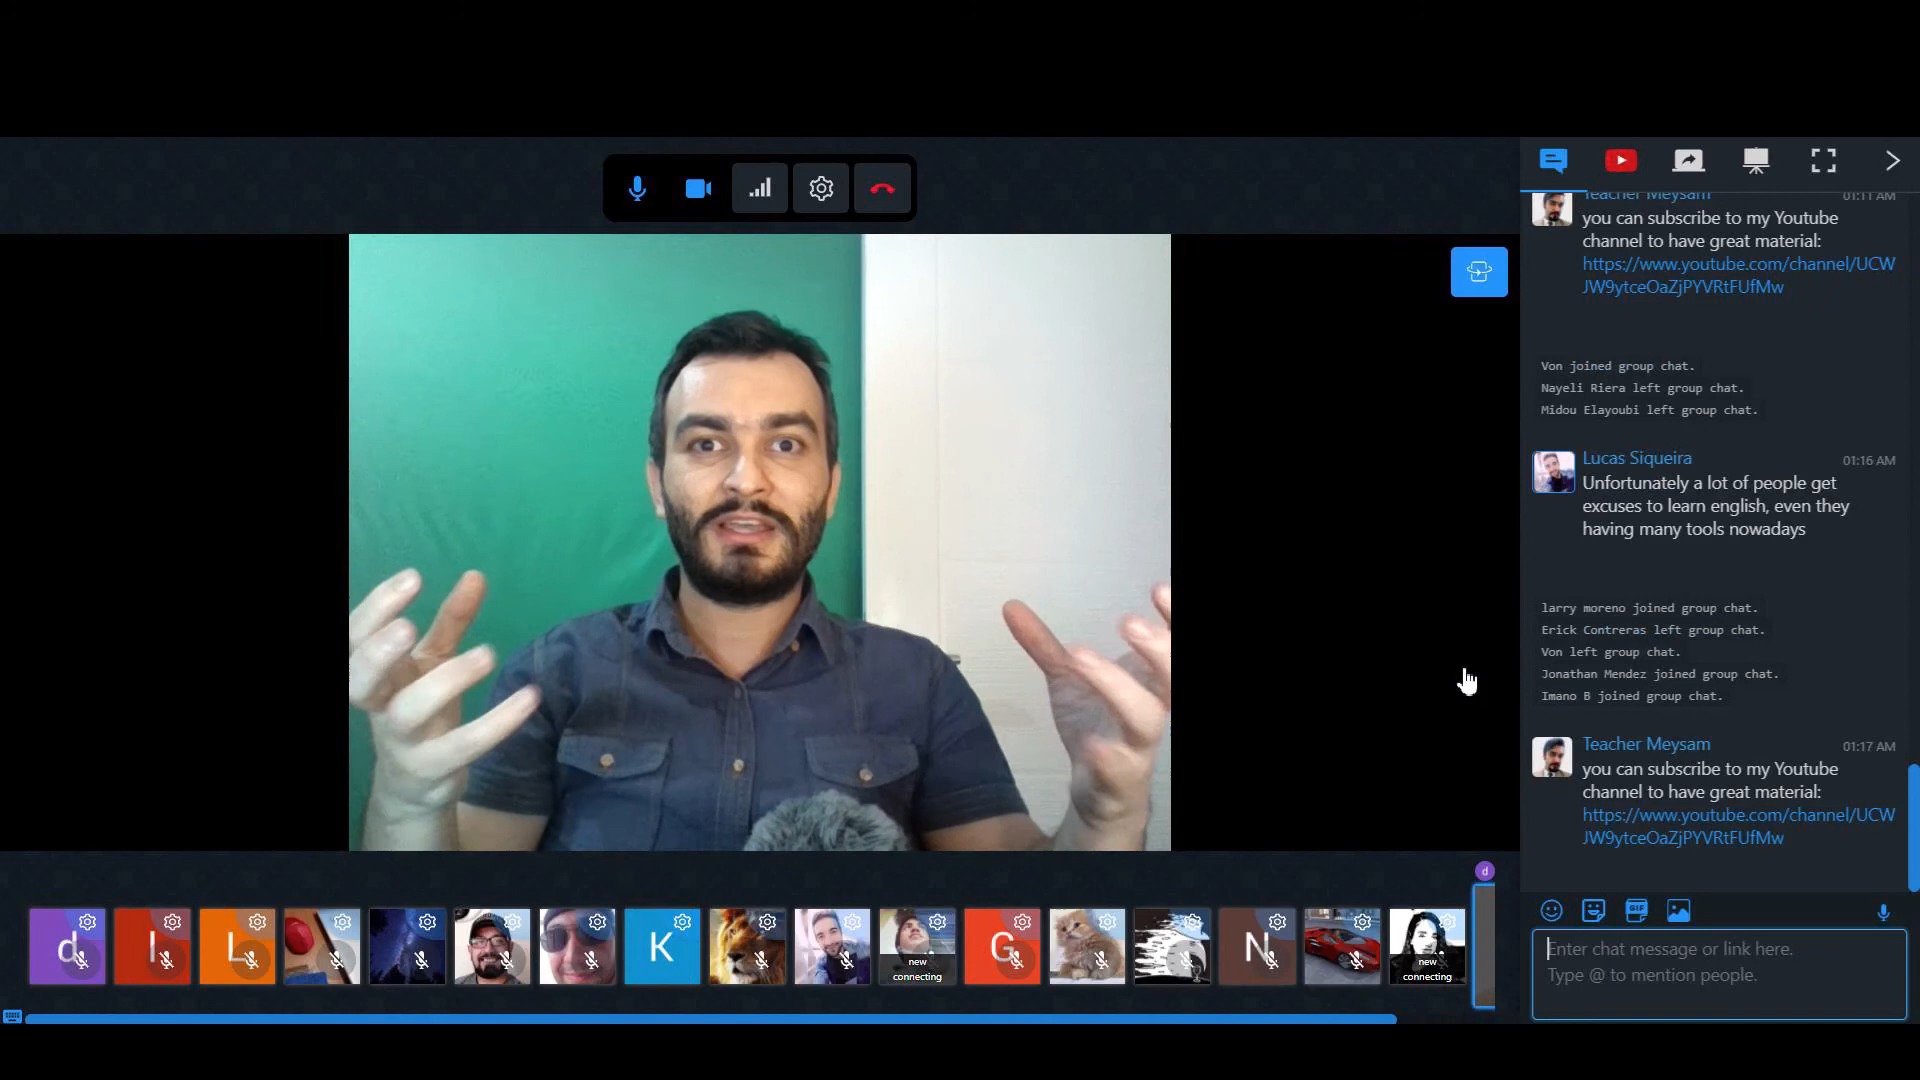 Teacher Meysam 01:11 AM
you can subscribe to my Youtube
channel to have great material:
https://www.youtube.com/channel/UCW
JW9ytceOaZjPYVRtFUfMw
Von joined group chat.
Nayeli Riera left group chat.
Midou Elayoubi left group chat.
Lucas Siqueira 01:16 AM
Unfortunately a lot of people get
excuses to learn english, even they
having many tools nowadays
larry moreno joined group chat.
Erick Contreras left group chat.
Von left group chat.
Jonathan Mendez joined group chat.
Imano B joined group chat.
Teacher Meysam 01:17 AM
you can subscribe to my Youtube
channel to have great material:
https://www.youtube.com/channel/UCW
JW9ytceOaZjPYVRtFUfMw
d
d I L K new connecting G N new connecting
GIF
Enter chat message or link here.
Type @ to mention people.